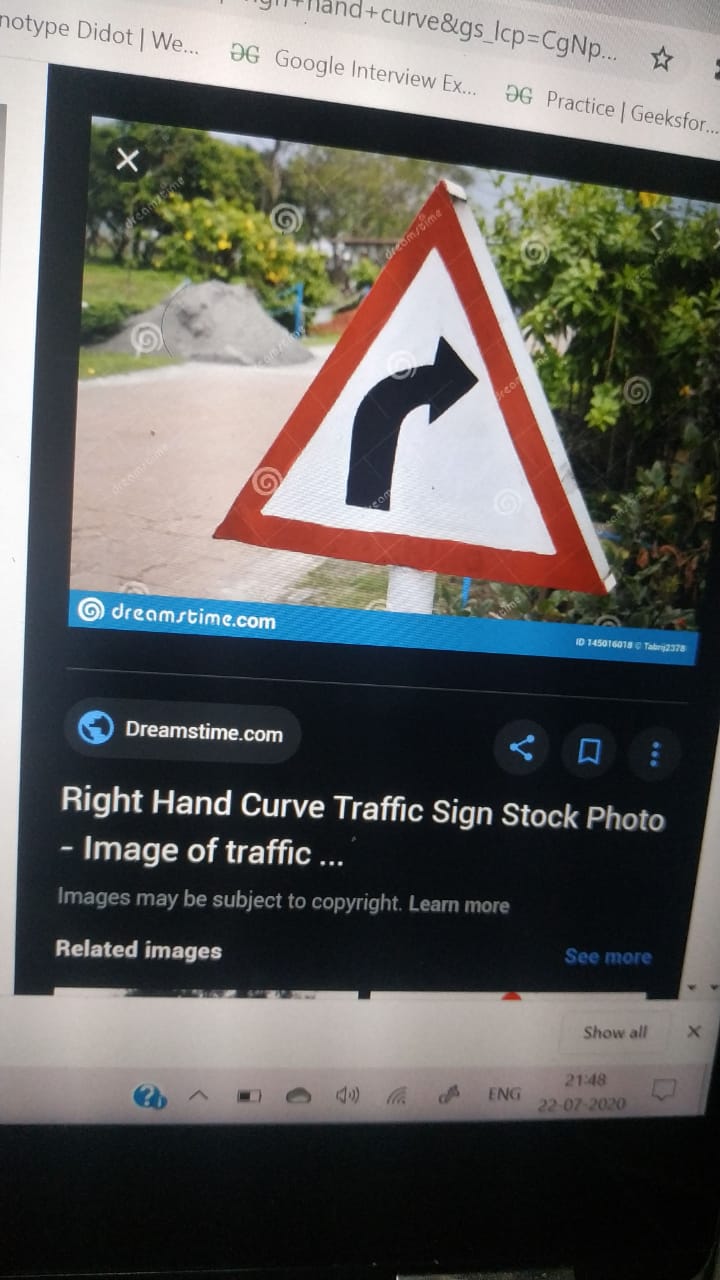 hand+curve&gs_lcp=CgNp...
notype Didot | We...
Google Interview Ex...
Practice | Geeksfor...
dreamstime.com
ID 145016018 © Tabrij2378
Dreamstime.com
Right Hand Curve Traffic Sign Stock Photo
- Image of traffic ...
Images may be subject to copyright. Learn more
Related images
See more
Show all
ENG
21:48
22-07-2020